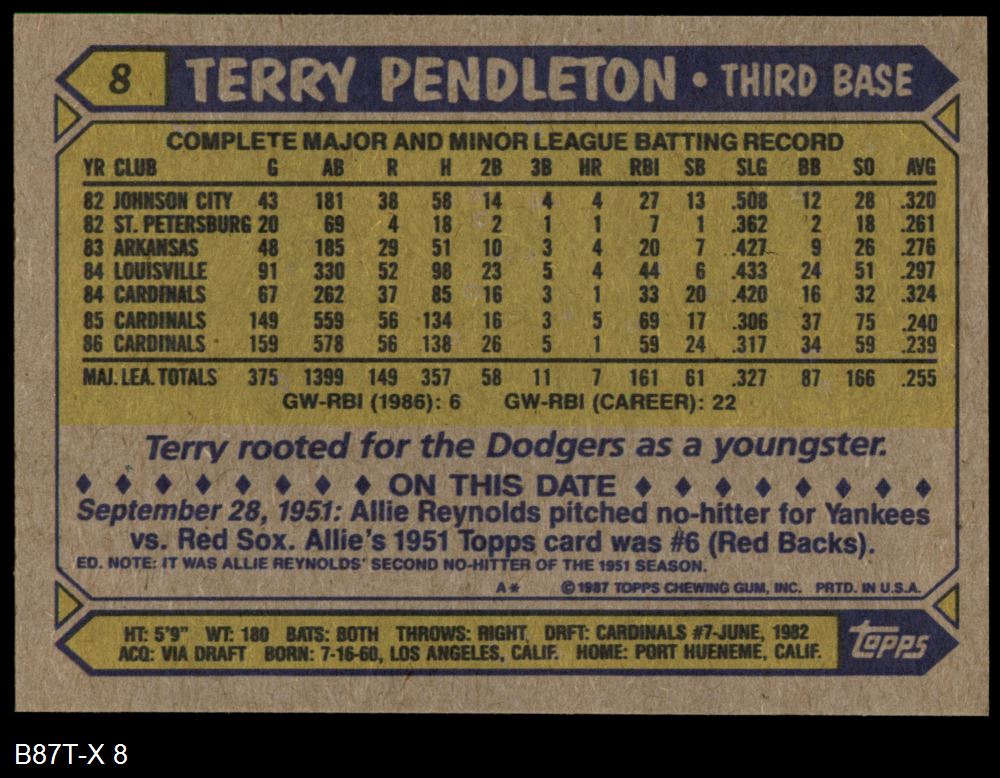 8 TERRY PENDLETON • THIRD BASE
COMPLETE MAJOR AND MINOR LEAGUE BATTING RECORD
YR CLUB G AB R H 2B 3B HR RBI SB SLG BB SO AVG
82 JOHNSON CITY 43 181 38 58 14 4 4 27 13 .508 12 28 .320
82 ST. PETERSBURG 20 69 4 18 2 1 1 7 1 .362 2 18 .261
83 ARKANSAS 48 185 29 51 10 3 4 20 7 .427 9 26 .276
84 LOUISVILLE 91 330 52 98 23 5 4 44 6 .433 24 51 .297
84 CARDINALS 67 262 37 85 16 3 1 33 20 .420 16 32 .324
85 CARDINALS 149 559 56 134 16 3 5 69 17 .306 37 75 .240
86 CARDINALS 159 578 56 138 26 5 1 59 24 .317 34 59 .239
MAJ. LEA. TOTALS 375 1399 149 357 58 11 7 161 61 .327 87 166 .255
GW-RBI (1986): 6 GW-RBI (CAREER): 22
Terry rooted for the Dodgers as a youngster.
♦ ♦ ♦ ♦ ♦ ♦ ♦ ♦ ON THIS DATE ♦ ♦ ♦ ♦ ♦ ♦ ♦ ♦
September 28, 1951: Allie Reynolds pitched no-hitter for Yankees
vs. Red Sox. Allie's 1951 Topps card was #6 (Red Backs).
ED. NOTE: IT WAS ALLIE REYNOLDS' SECOND NO-HITTER OF THE 1951 SEASON.
A* © 1987 TOPPS CHEWING GUM, INC. PRTD. IN U.S.A.
HT: 5'9" WT: 180 BATS: BOTH THROWS: RIGHT DRFT: CARDINALS #7-JUNE, 1982
ACQ: VIA DRAFT BORN: 7-16-60, LOS ANGELES, CALIF. HOME: PORT HUENEME, CALIF.
topps
B87T-X 8